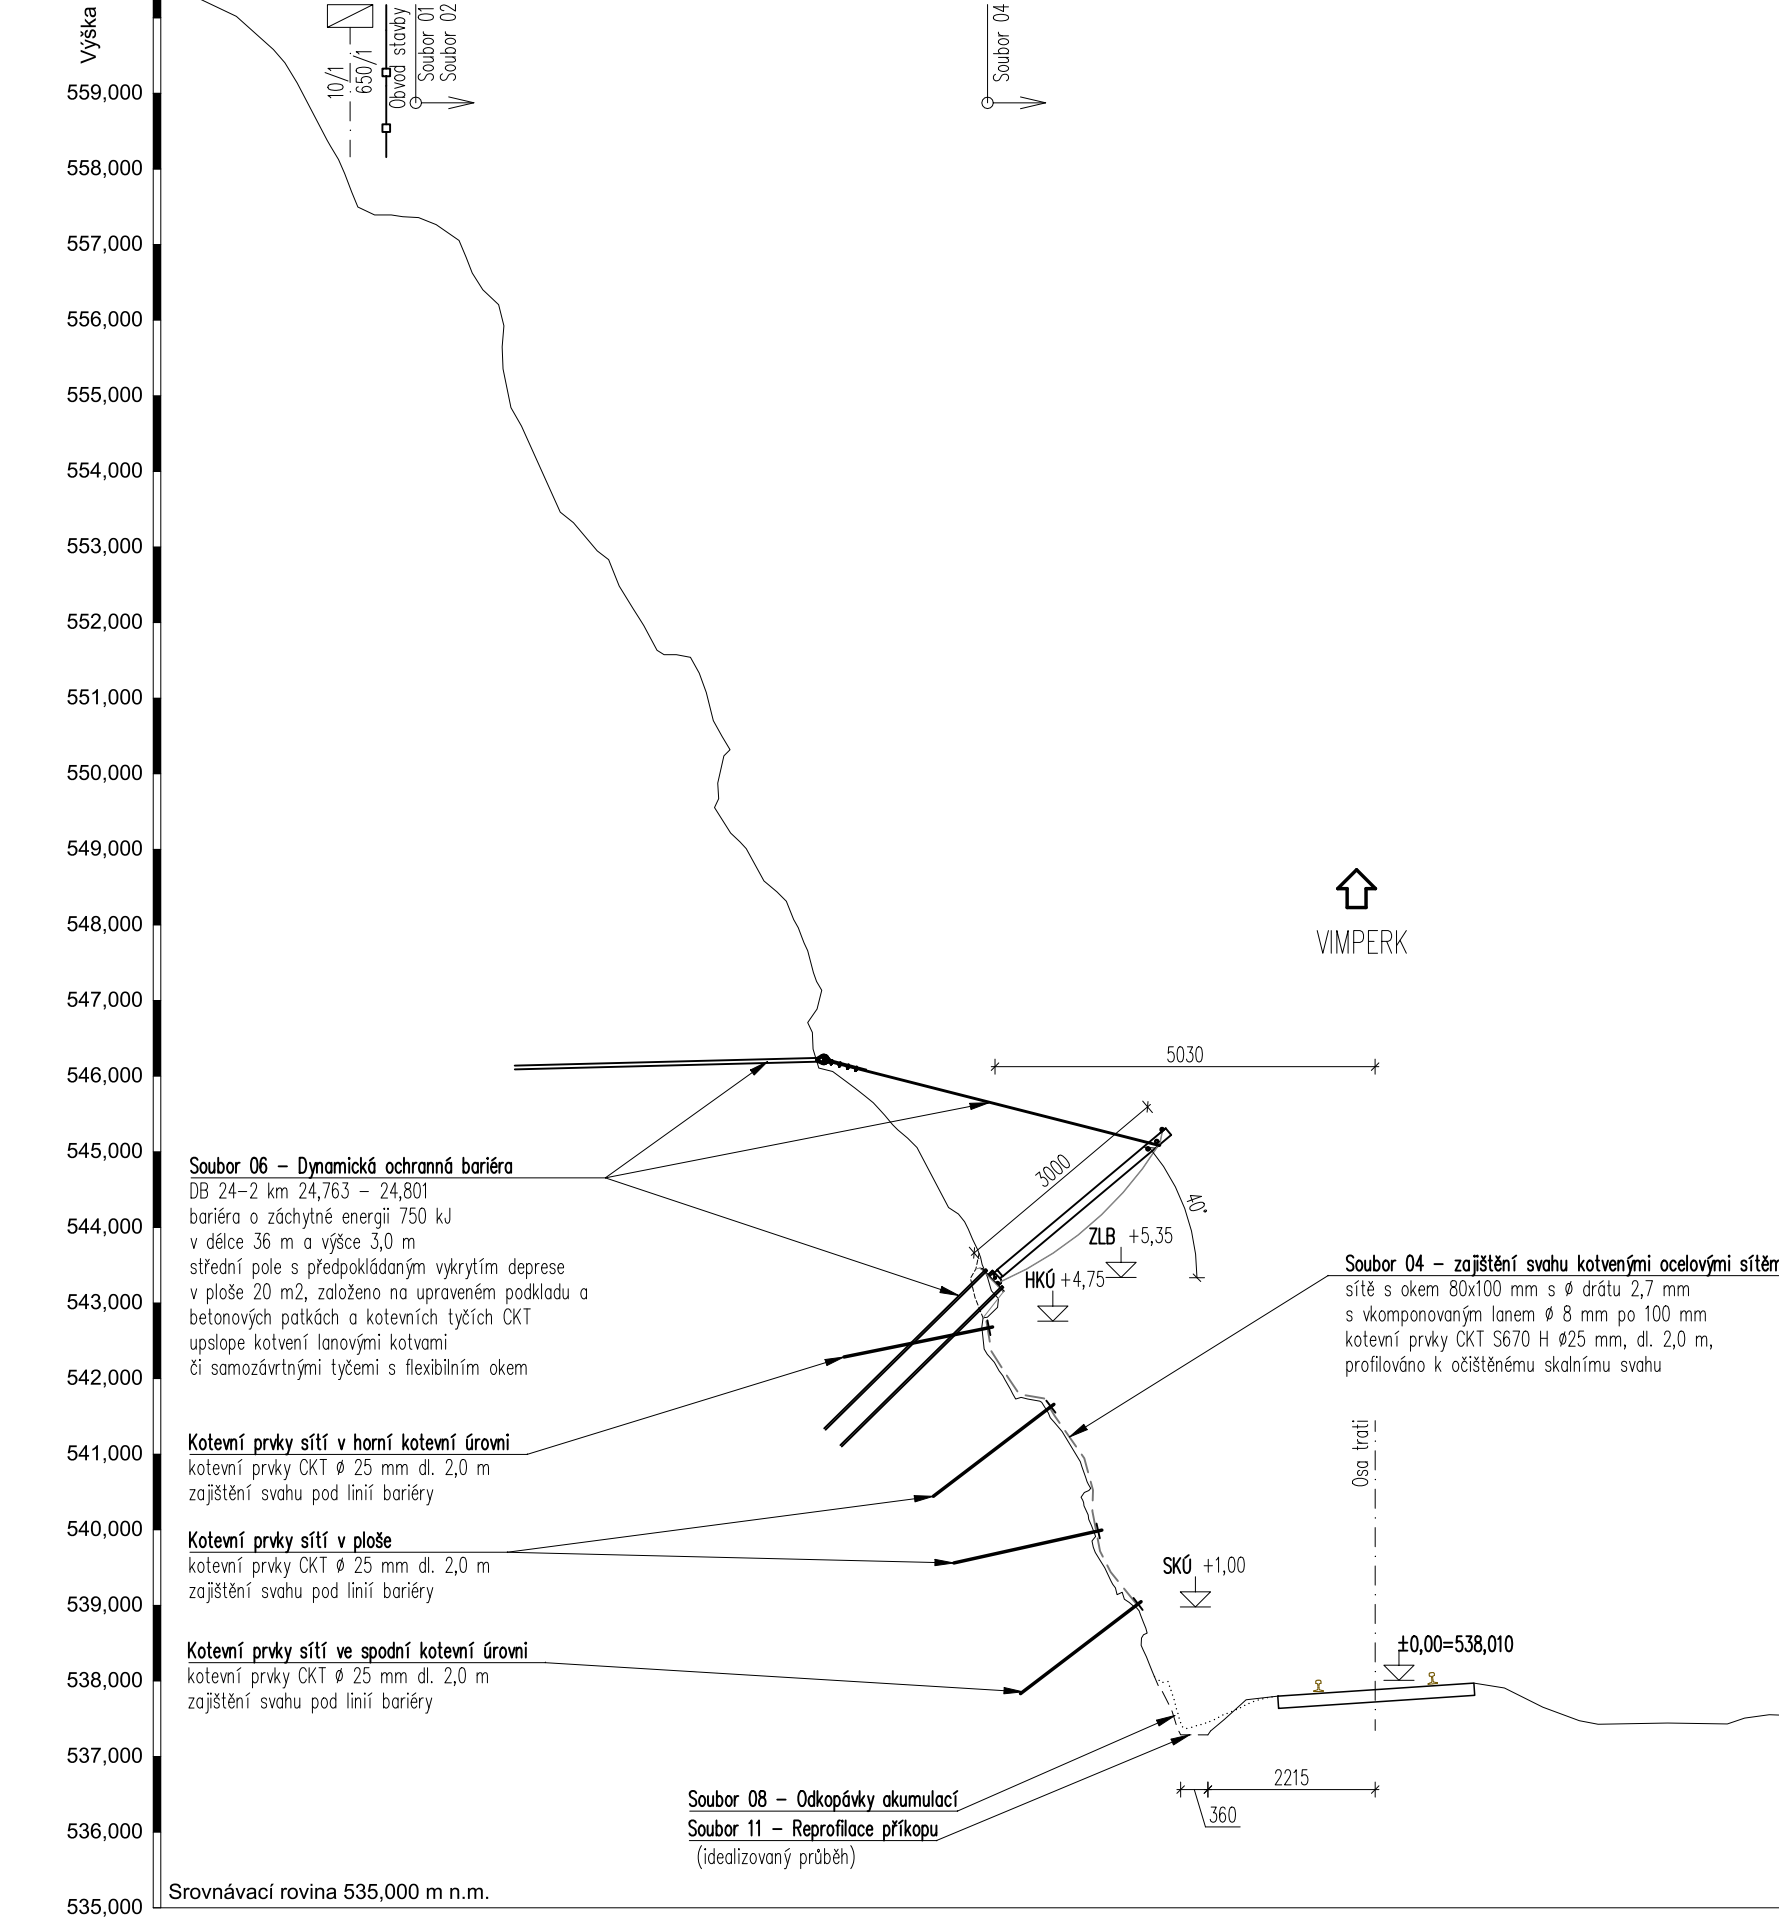 Výška
10/1
650/1
Obvod stavby
Soubor 01
Soubor 02
Soubor 04
559,000
558,000
557,000
556,000
555,000
554,000
553,000
552,000
551,000
550,000
549,000
548,000
547,000
546,000
545,000
544,000
543,000
542,000
541,000
540,000
539,000
538,000
537,000
536,000
535,000
VIMPERK
5030
3000
40°
ZLB +5,35
HKÚ +4,75
Soubor 06 – Dynamická ochranná bariéra
DB 24–2 km 24,763 – 24,801
bariéra o záchytné energii 750 kJ
v délce 36 m a výšce 3,0 m
střední pole s předpokládaným vykrytím deprese
v ploše 20 m2, založeno na upraveném podkladu a
betonových patkách a kotevních tyčích CKT
upslope kotvení lanovými kotvami
či samozávrtnými tyčemi s flexibilním okem
Soubor 04 – zajištění svahu kotvenými ocelovými sítěm
sítě s okem 80x100 mm s ø drátu 2,7 mm
s vkomponovaným lanem ø 8 mm po 100 mm
kotevní prvky CKT S670 H ø25 mm, dl. 2,0 m,
profilováno k očištěnému skalnímu svahu
Osa trati
Kotevní prvky sítí v horní kotevní úrovni
kotevní prvky CKT ø 25 mm dl. 2,0 m
zajištění svahu pod linií bariéry
Kotevní prvky sítí v ploše
kotevní prvky CKT ø 25 mm dl. 2,0 m
zajištění svahu pod linií bariéry
SKÚ +1,00
Kotevní prvky sítí ve spodní kotevní úrovni
kotevní prvky CKT ø 25 mm dl. 2,0 m
zajištění svahu pod linií bariéry
±0,00=538,010
2215
360
Soubor 08 – Odkopávky akumulací
Soubor 11 – Reprofilace příkopu
(idealizovaný průběh)
Srovnávací rovina 535,000 m n.m.